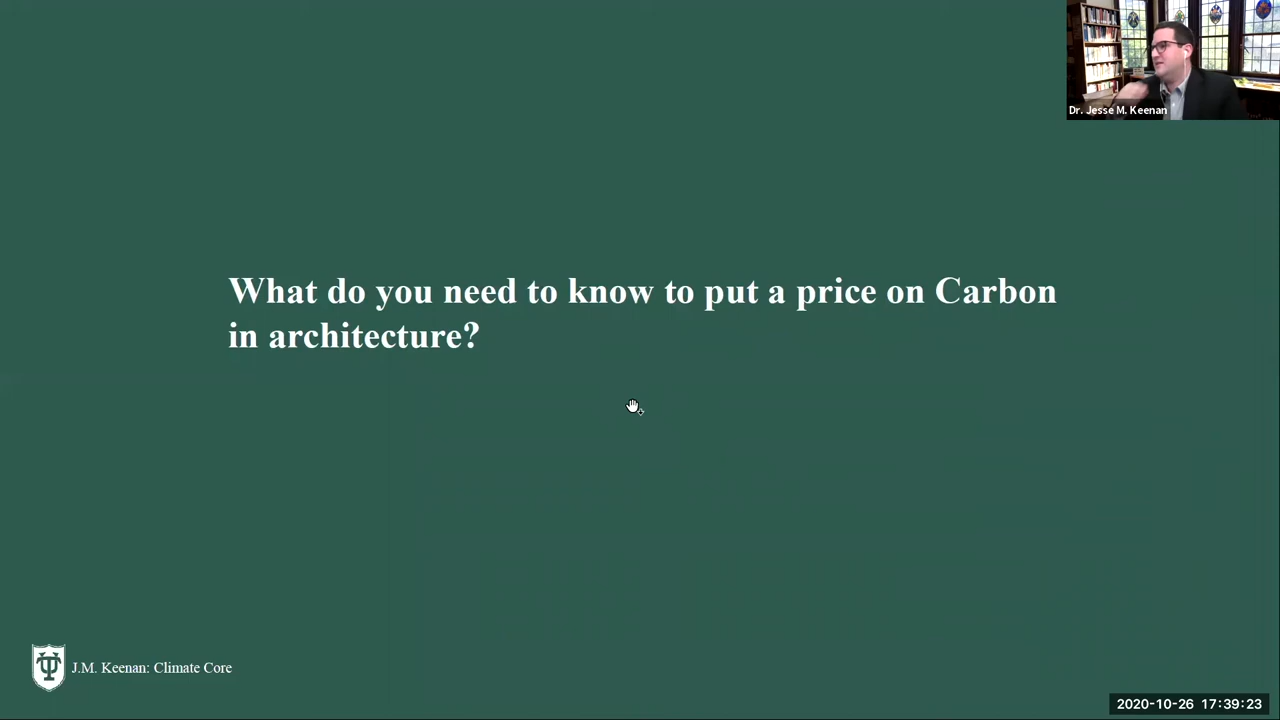 Dr. Jesse M. Keenan
What do you need to know to put a price on Carbon
in architecture?
J.M. Keenan: Climate Core
2020-10-26 17:39:23